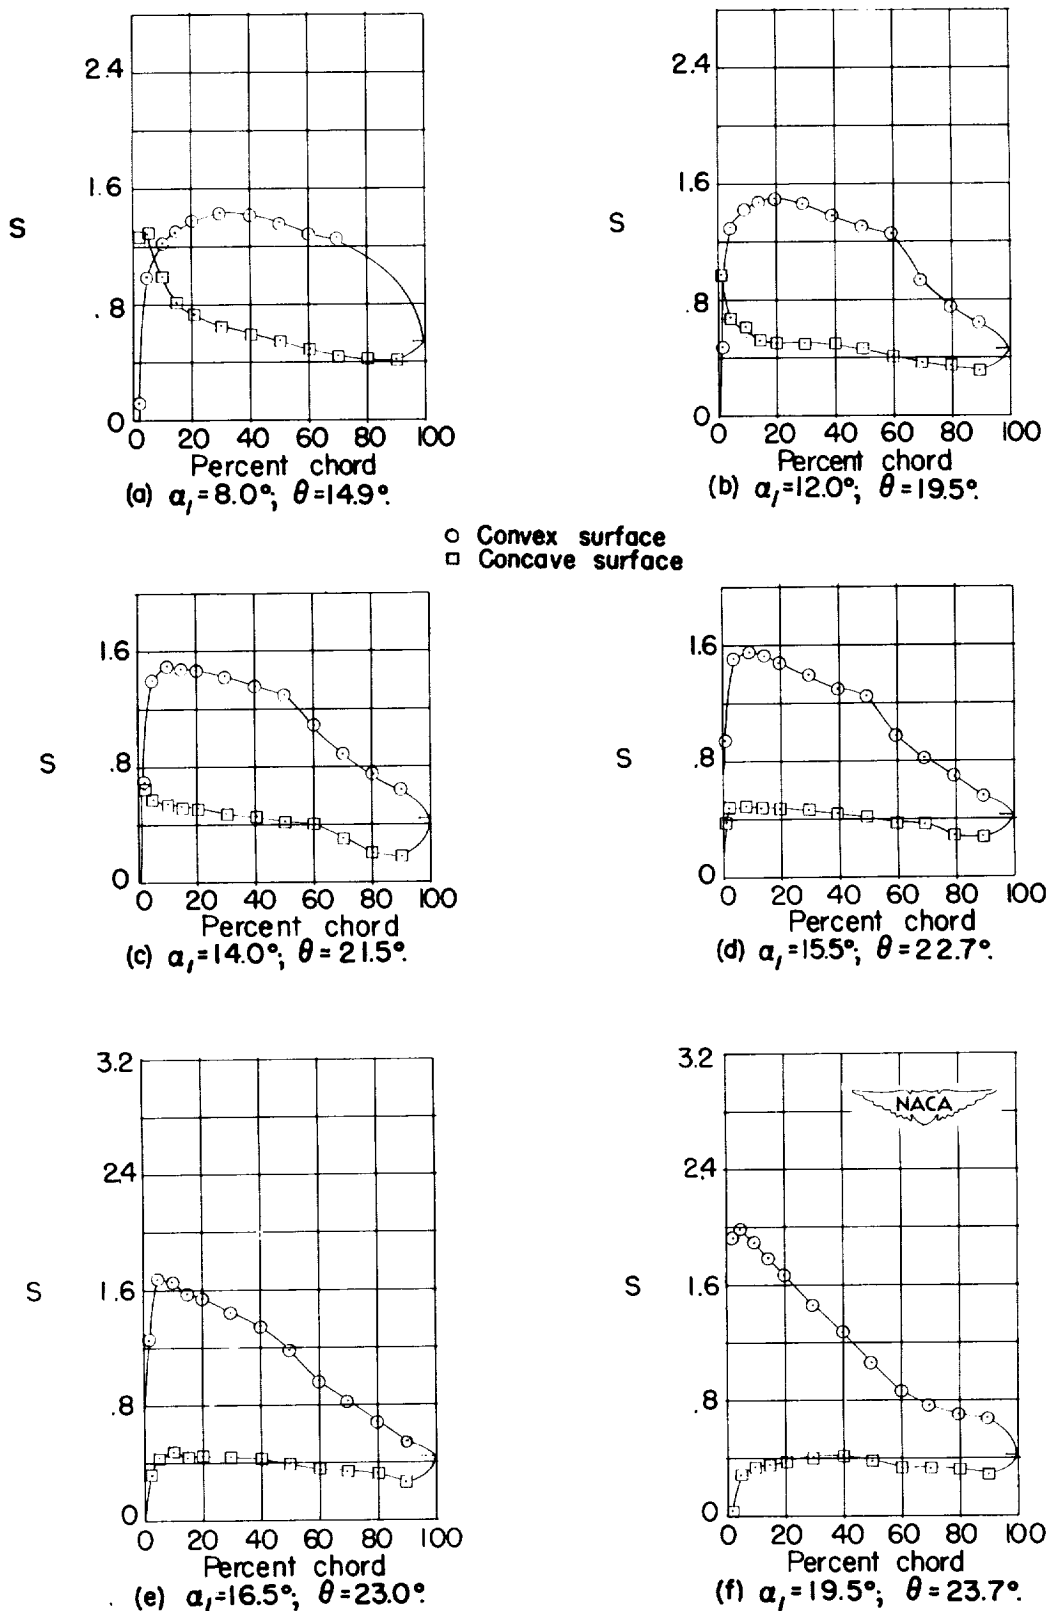 2.4
1.6
S
.8
0
0 20 40 60 80 100
Percent chord
(a) α₁=8.0°; θ=14.9°.
2.4
1.6
S
.8
0
0 20 40 60 80 100
Percent chord
(b) α₁=12.0°; θ=19.5°.
Convex surface
Concave surface
1.6
S
.8
0
0 20 40 60 80 100
Percent chord
(c) α₁=14.0°; θ=21.5°.
1.6
S
.8
0
0 20 40 60 80 100
Percent chord
(d) α₁=15.5°; θ=22.7°.
3.2
2.4
1.6
S
.8
0
0 20 40 60 80 100
Percent chord
(e) α₁=16.5°; θ=23.0°.
3.2
NACA
2.4
1.6
S
.8
0
0 20 40 60 80 100
Percent chord
(f) α₁=19.5°; θ=23.7°.